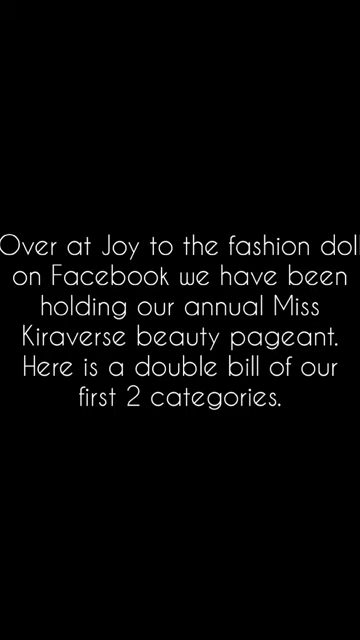 Over at Joy to the fashion doll
on Facebook we have been
holding our annual Miss
Kiraverse beauty pageant.
Here is a double bill of our
first 2 categories.